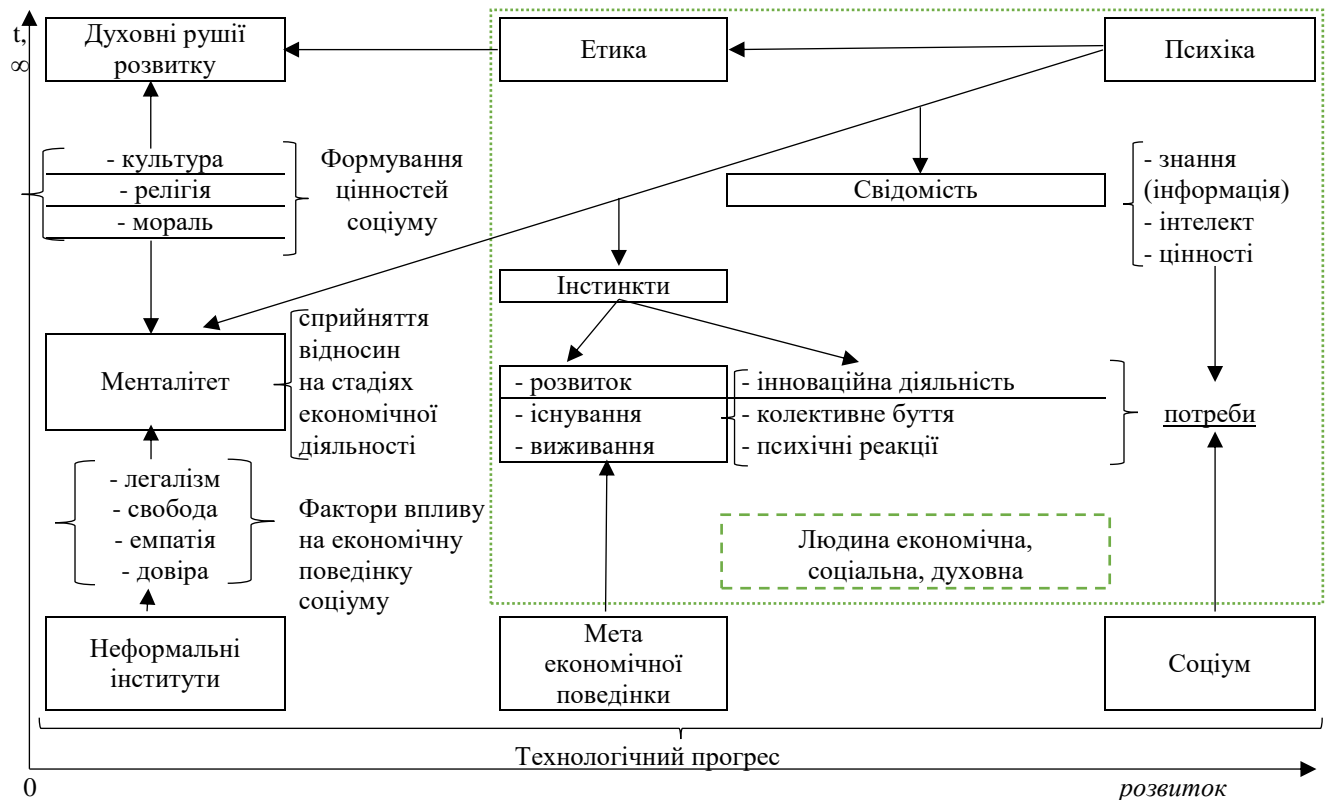 t,
∞
Духовні рушії
розвитку
Етика
Психіка
- культура
- релігія
- мораль
Формування
цінностей
соціуму
Свідомість
- знання
(інформація)
- інтелект
- цінності
Інстинкти
Менталітет
сприйняття
відносин
на стадіях
економічної
діяльності
- розвиток
- існування
- виживання
- інноваційна діяльність
- колективне буття
- психічні реакції
потреби
- легалізм
- свобода
- емпатія
- довіра
Фактори впливу
на економічну
поведінку
соціуму
Людина економічна,
соціальна, духовна
Неформальні
інститути
Мета
економічної
поведінки
Соціум
Технологічний прогрес
0
розвиток